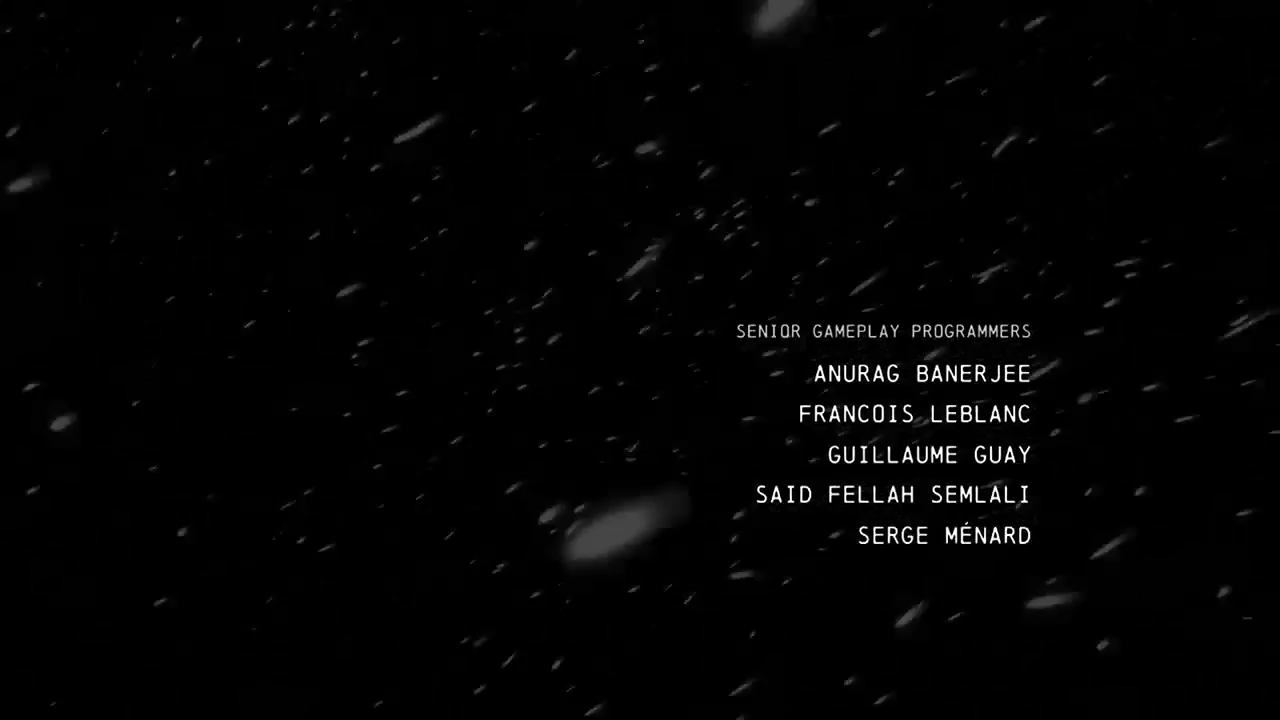 SENIOR GAMEPLAY PROGRAMMERS
ANURAG BANERJEE
FRANCOIS LEBLANC
GUILLAUME GUAY
SAID FELLAH SEMLALI
SERGE MÉNARD